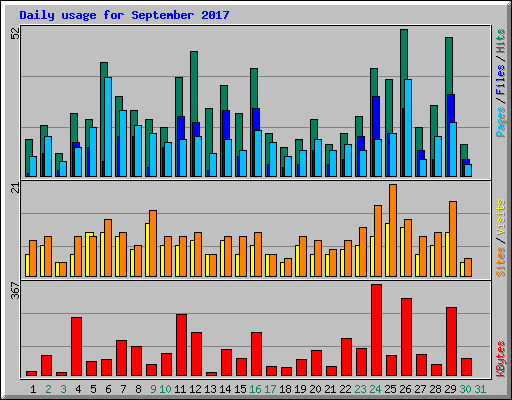 Daily usage for September 2017
52
Pages / Files / Hits
21
Sites / Visits
367
KBytes
1 2 3 4 5 6 7 8 9 10 11 12 13 14 15 16 17 18 19 20 21 22 23 24 25 26 27 28 29 30 31